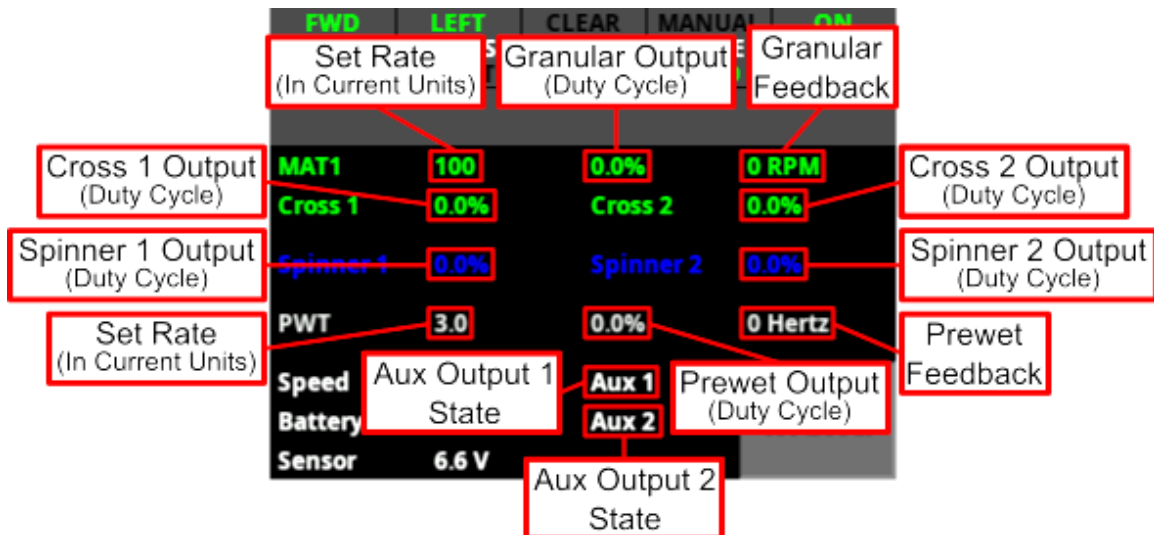 FWD LEFT CLEAR MANUAL ON
Set Rate
(In Current Units)
Granular Output
(Duty Cycle)
Granular
Feedback
Cross 1 Output
(Duty Cycle)
MAT1 100 0.0% 0 RPM
Cross 1 0.0% Cross 2 0.0%
Cross 2 Output
(Duty Cycle)
Spinner 1 Output
(Duty Cycle)
Spinner 1 0.0% Spinner 2 0.0%
Spinner 2 Output
(Duty Cycle)
Set Rate
(In Current Units)
PWT 3.0 0.0% 0 Hertz
Prewet
Feedback
Aux Output 1
State
Prewet Output
(Duty Cycle)
Speed Aux 1
Battery Aux 2
Sensor 6.6 V
Aux Output 2
State